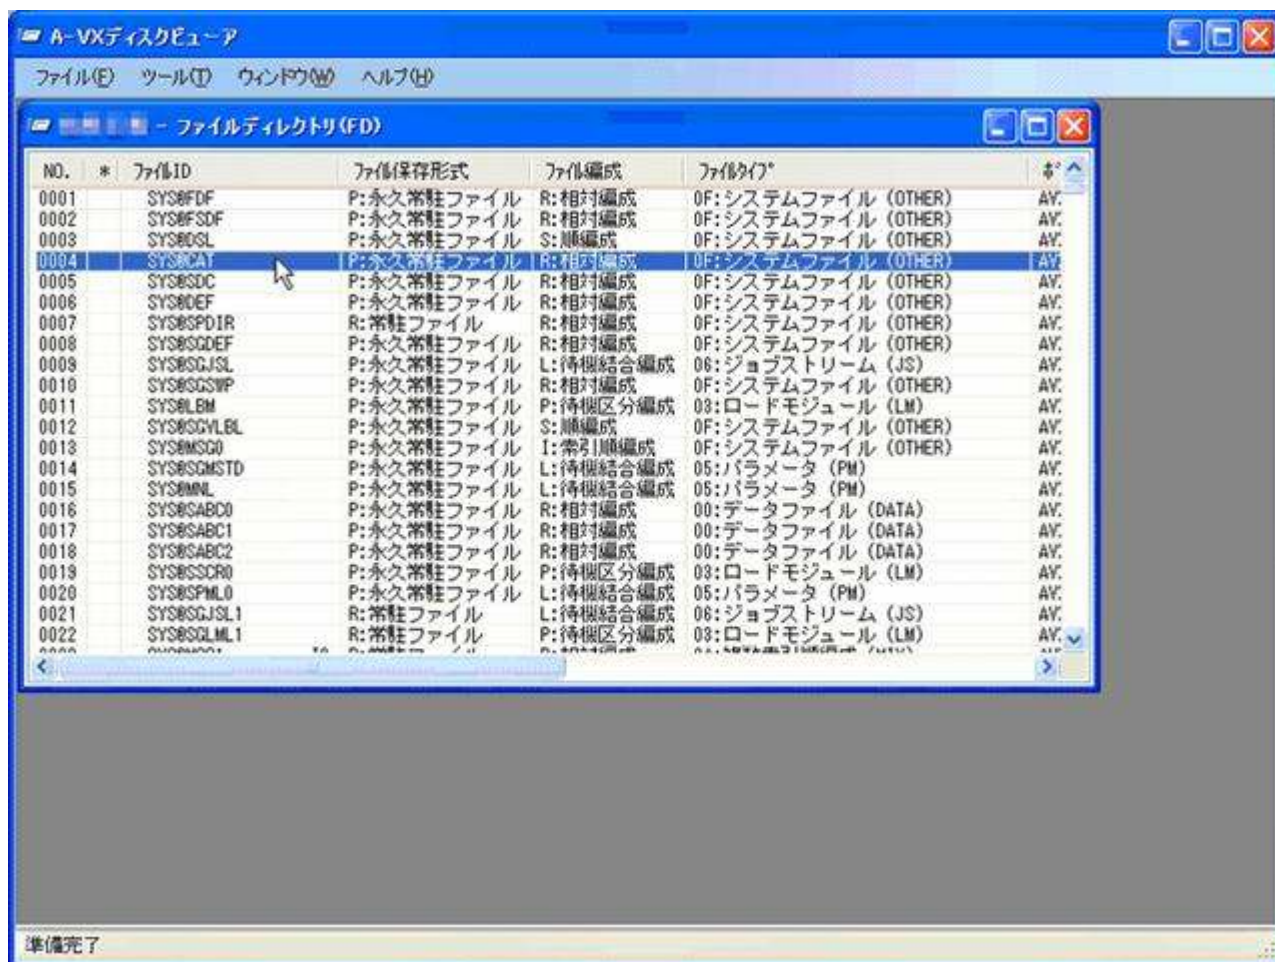 A-VXディスクビューア
ファイル(F) ツール(T) ウィンドウ(W) ヘルプ(H)
- ファイルディレクトリ(FD)
NO. * ファイルID ファイル保存形式 ファイル編成 ファイルタイプ ボ
0001 SYS@FDF P:永久常駐ファイル R:相対編成 0F:システムファイル (OTHER) AV.
0002 SYS@FSDF P:永久常駐ファイル R:相対編成 0F:システムファイル (OTHER) AV.
0003 SYS@DSL P:永久常駐ファイル S:順編成 0F:システムファイル (OTHER) AV.
0004 SYS@CAT P:永久常駐ファイル R:相対編成 0F:システムファイル (OTHER) AV
0005 SYS@SDC P:永久常駐ファイル R:相対編成 0F:システムファイル (OTHER) AV.
0006 SYS@DEF P:永久常駐ファイル R:相対編成 0F:システムファイル (OTHER) AV.
0007 SYS@SPDIR R:常駐ファイル R:相対編成 0F:システムファイル (OTHER) AV.
0008 SYS@SGDEF P:永久常駐ファイル R:相対編成 0F:システムファイル (OTHER) AV.
0009 SYS@SGJSL P:永久常駐ファイル L:待機結合編成 06:ジョブストリーム (JS) AV.
0010 SYS@SGSWP P:永久常駐ファイル R:相対編成 0F:システムファイル (OTHER) AV.
0011 SYS@LBM P:永久常駐ファイル P:待機区分編成 03:ロードモジュール (LM) AV.
0012 SYS@SGVLBL P:永久常駐ファイル S:順編成 0F:システムファイル (OTHER) AV.
0013 SYS@MSG0 P:永久常駐ファイル I:索引順編成 0F:システムファイル (OTHER) AV.
0014 SYS@SGMSTD P:永久常駐ファイル L:待機結合編成 05:パラメータ (PM) AV.
0015 SYS@MNL P:永久常駐ファイル L:待機結合編成 05:パラメータ (PM) AV.
0016 SYS@SABC0 P:永久常駐ファイル R:相対編成 00:データファイル (DATA) AV.
0017 SYS@SABC1 P:永久常駐ファイル R:相対編成 00:データファイル (DATA) AV.
0018 SYS@SABC2 P:永久常駐ファイル R:相対編成 00:データファイル (DATA) AV.
0019 SYS@SSCR0 P:永久常駐ファイル P:待機区分編成 03:ロードモジュール (LM) AV.
0020 SYS@SPML0 P:永久常駐ファイル L:待機結合編成 05:パラメータ (PM) AV.
0021 SYS@SGJSL1 R:常駐ファイル L:待機結合編成 06:ジョブストリーム (JS) AV.
0022 SYS@SGLML1 R:常駐ファイル P:待機区分編成 03:ロードモジュール (LM) AV.
準備完了